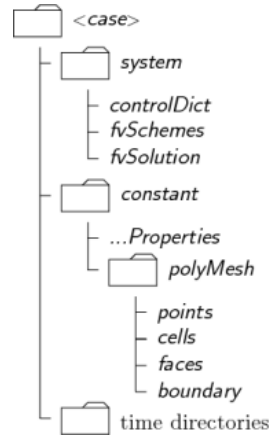 <case>
system
controlDict
fvSchemes
fvSolution
constant
...Properties
polyMesh
points
cells
faces
boundary
time directories